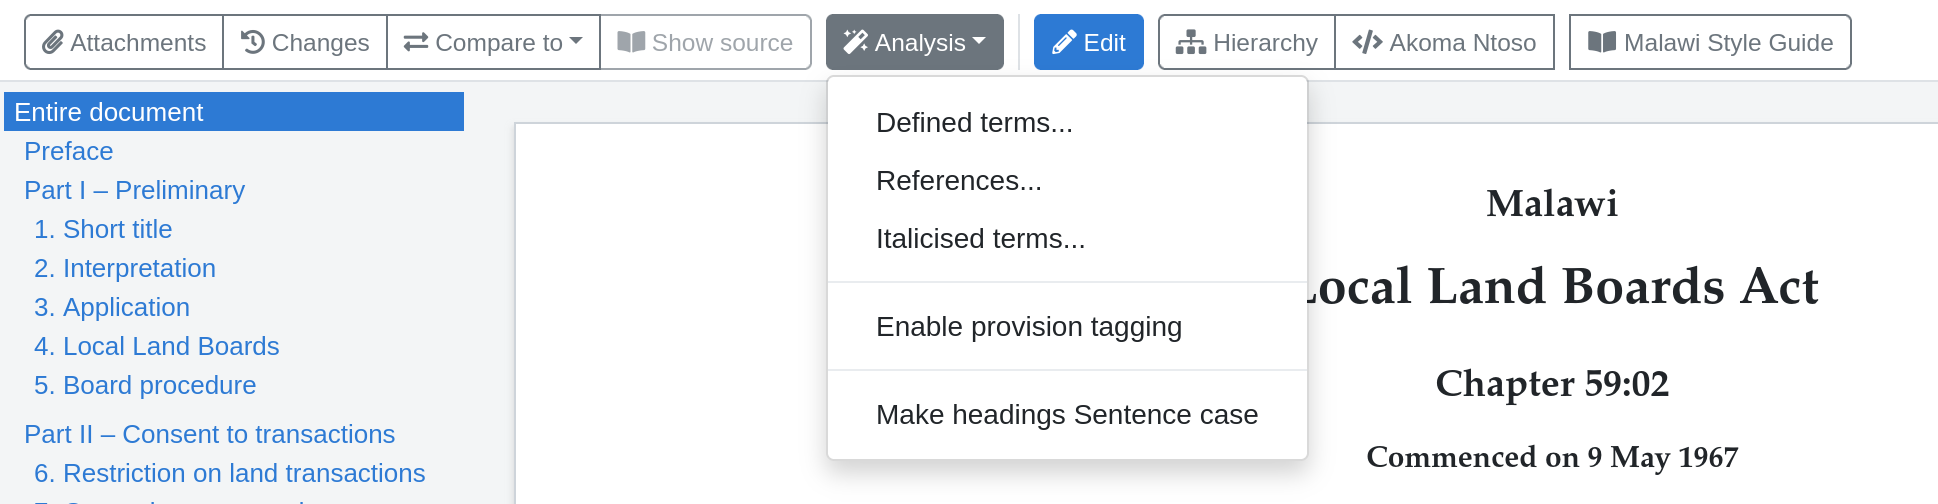 Attachments Changes Compare to Show source Analysis Edit Hierarchy Akoma Ntoso Malawi Style Guide
Entire document
Preface
Part I – Preliminary
1. Short title
2. Interpretation
3. Application
4. Local Land Boards
5. Board procedure
Part II – Consent to transactions
6. Restriction on land transactions
Defined terms...
References...
Italicised terms...
Enable provision tagging
Make headings Sentence case
Malawi
Local Land Boards Act
Chapter 59:02
Commenced on 9 May 1967